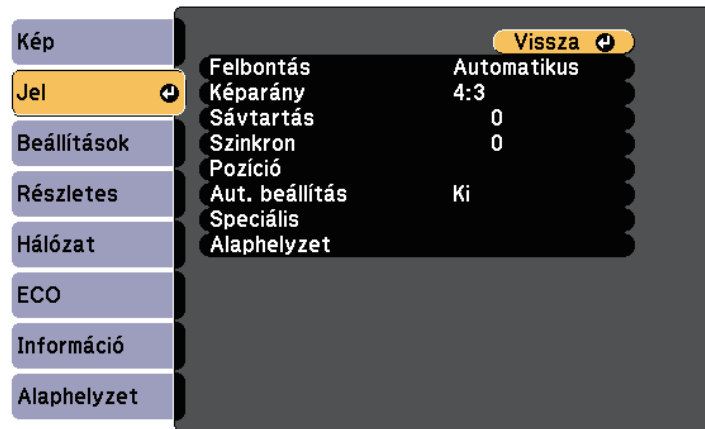 Kép
Jel
Beállítások
Részletes
Hálózat
ECO
Információ
Alaphelyzet
Vissza
Felbontás Automatikus
Képarány 4:3
Sávtartás 0
Szinkron 0
Pozíció
Aut. beállítás Ki
Speciális
Alaphelyzet